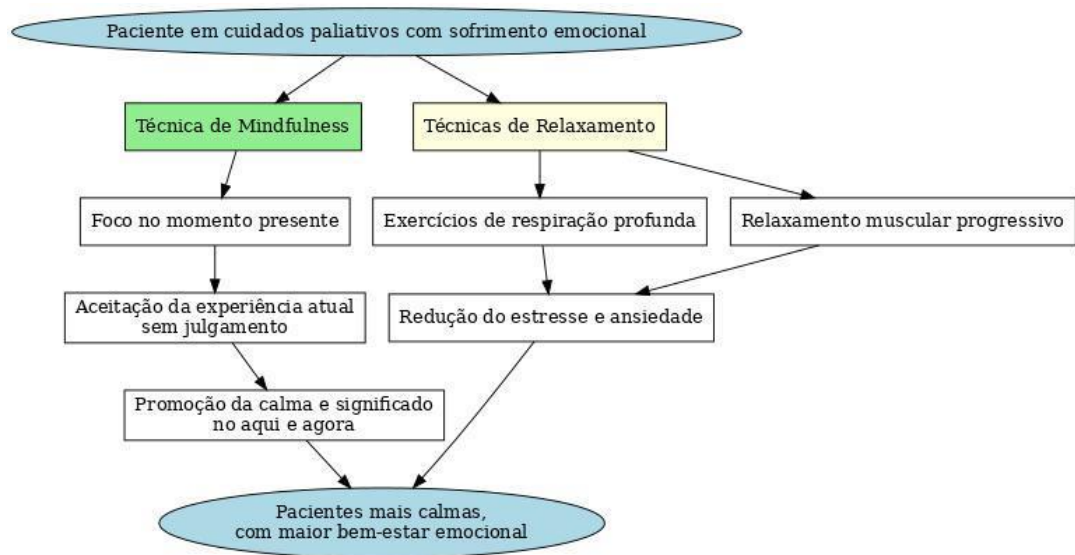 Paciente em cuidados paliativos com sofrimento emocional
Técnica de Mindfulness
Técnicas de Relaxamento
Foco no momento presente
Exercícios de respiração profunda
Relaxamento muscular progressivo
Aceitação da experiência atual
sem julgamento
Redução do estresse e ansiedade
Promoção da calma e significado
no aqui e agora
Pacientes mais calmas,
com maior bem-estar emocional